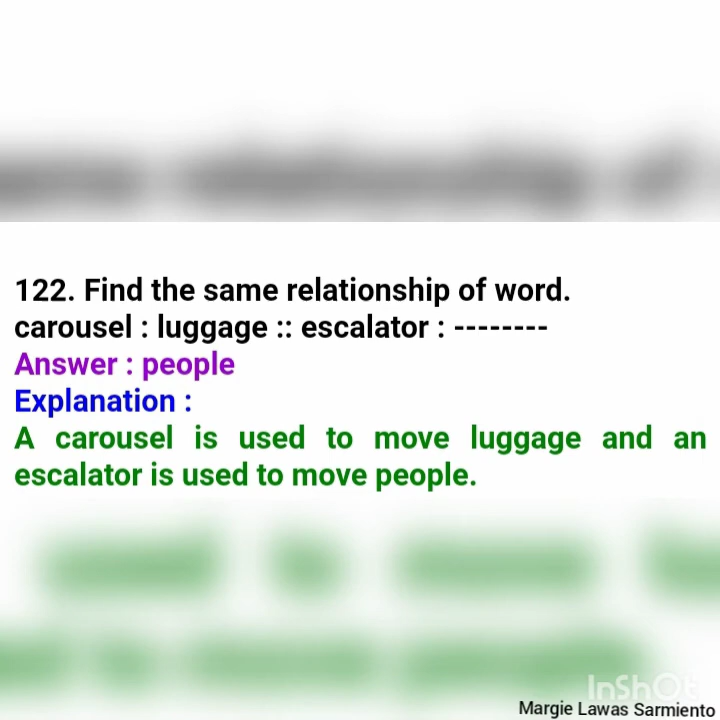 122. Find the same relationship of word.
carousel : luggage :: escalator : --------
Answer : people
Explanation :
A carousel is used to move luggage and an
escalator is used to move people.
InShOt
Margie Lawas Sarmiento